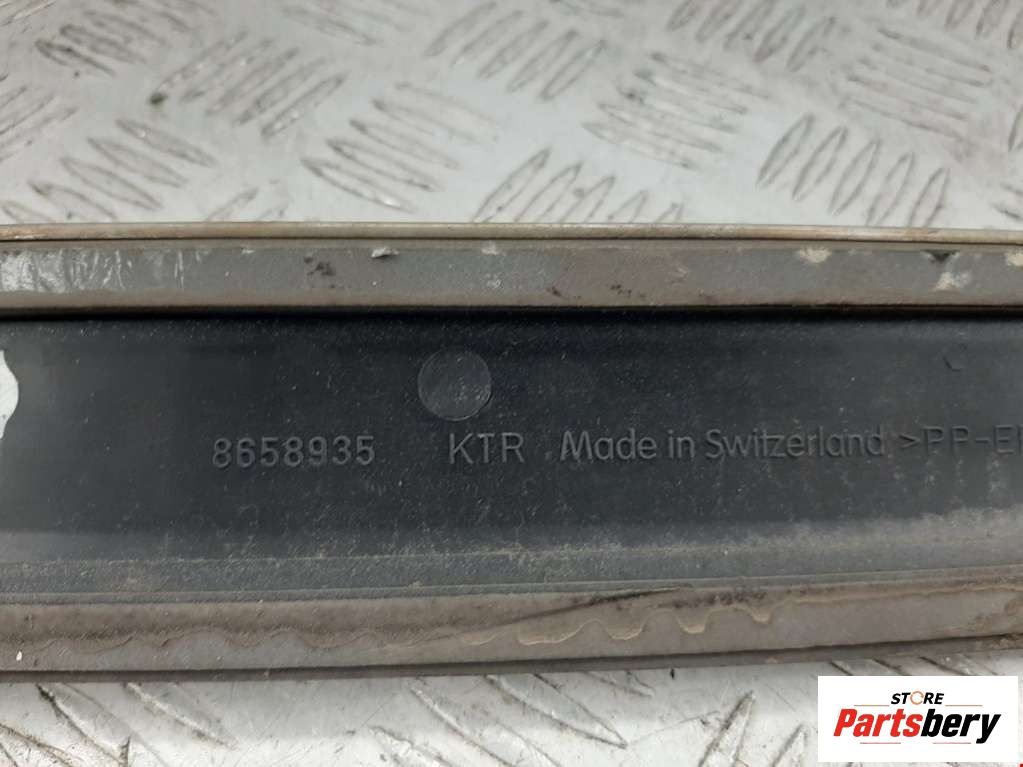 8658935 KTR Made in Switzerland >PP-E
STORE
Partsbery